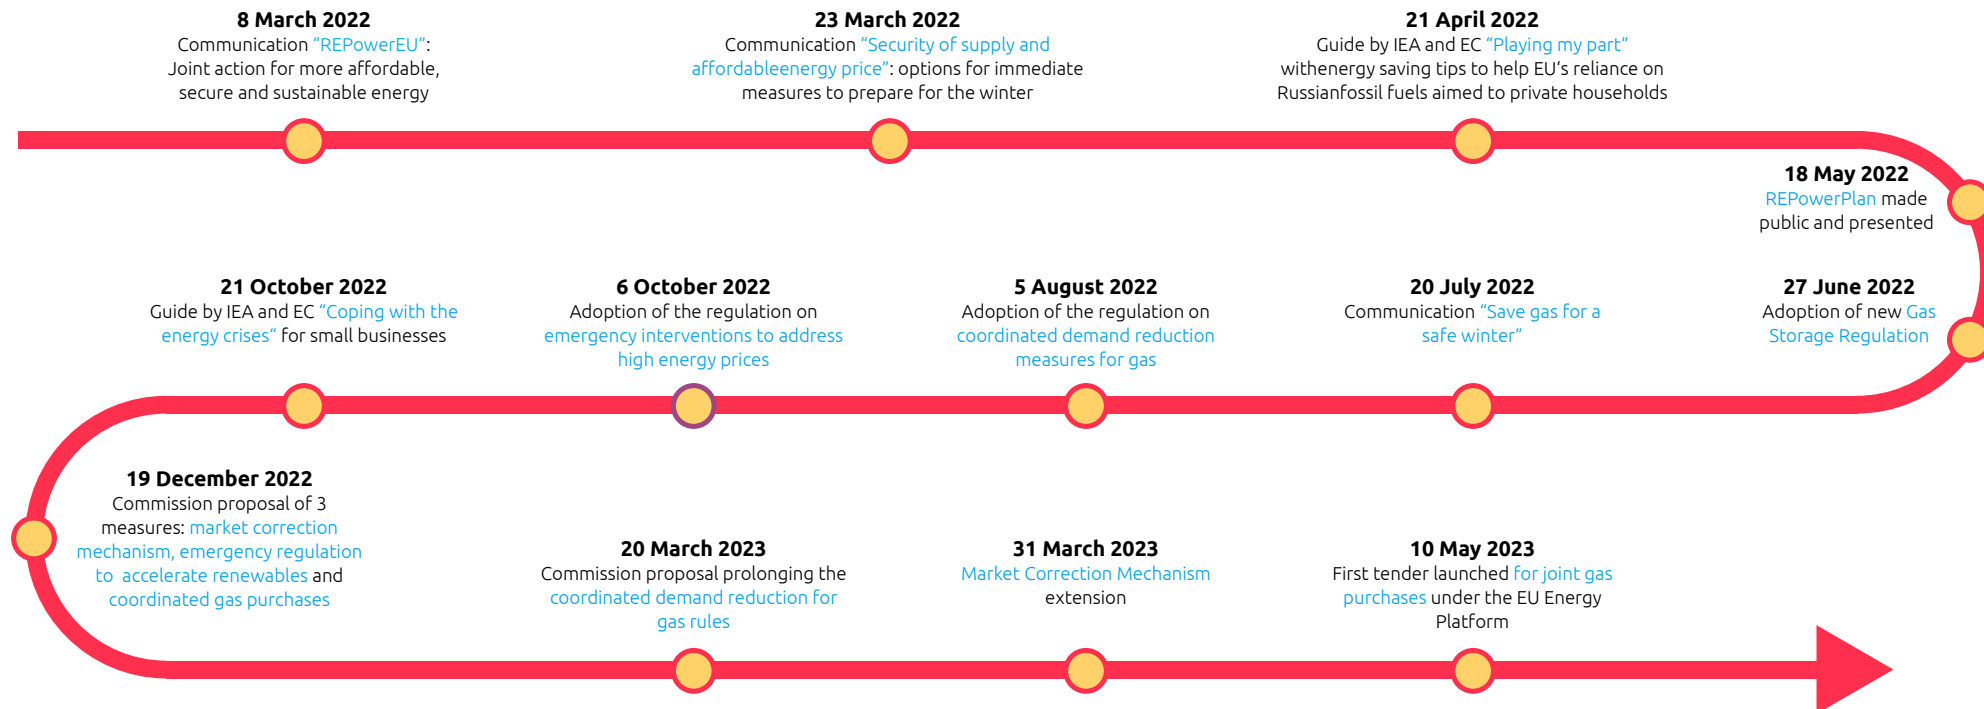 8 March 2022
Communication “REPowerEU”:
Joint action for more affordable,
secure and sustainable energy
23 March 2022
Communication “Security of supply and
affordableenergy price”: options for immediate
measures to prepare for the winter
21 April 2022
Guide by IEA and EC “Playing my part“
withenergy saving tips to help EU‘s reliance on
Russianfossil fuels aimed to private households
18 May 2022
REPowerPlan made
public and presented
27 June 2022
Adoption of new Gas
Storage Regulation
20 July 2022
Communication “Save gas for a
safe winter”
5 August 2022
Adoption of the regulation on
coordinated demand reduction
measures for gas
6 October 2022
Adoption of the regulation on
emergency interventions to address
high energy prices
21 October 2022
Guide by IEA and EC “Coping with the
energy crises“ for small businesses
19 December 2022
Commission proposal of 3
measures: market correction
mechanism, emergency regulation
to accelerate renewables and
coordinated gas purchases
20 March 2023
Commission proposal prolonging the
coordinated demand reduction for
gas rules
31 March 2023
Market Correction Mechanism
extension
10 May 2023
First tender launched for joint gas
purchases under the EU Energy
Platform